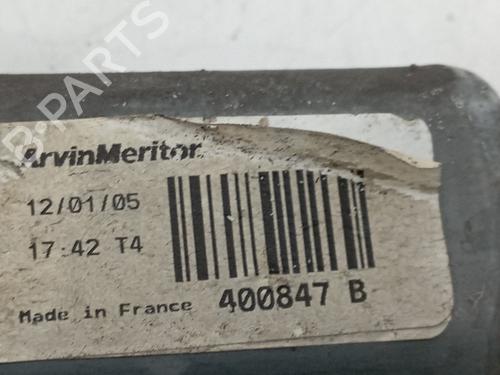 B-PARTS
ArvinMeritor
12/01/05
17:42 T4
Made in France 400847 B